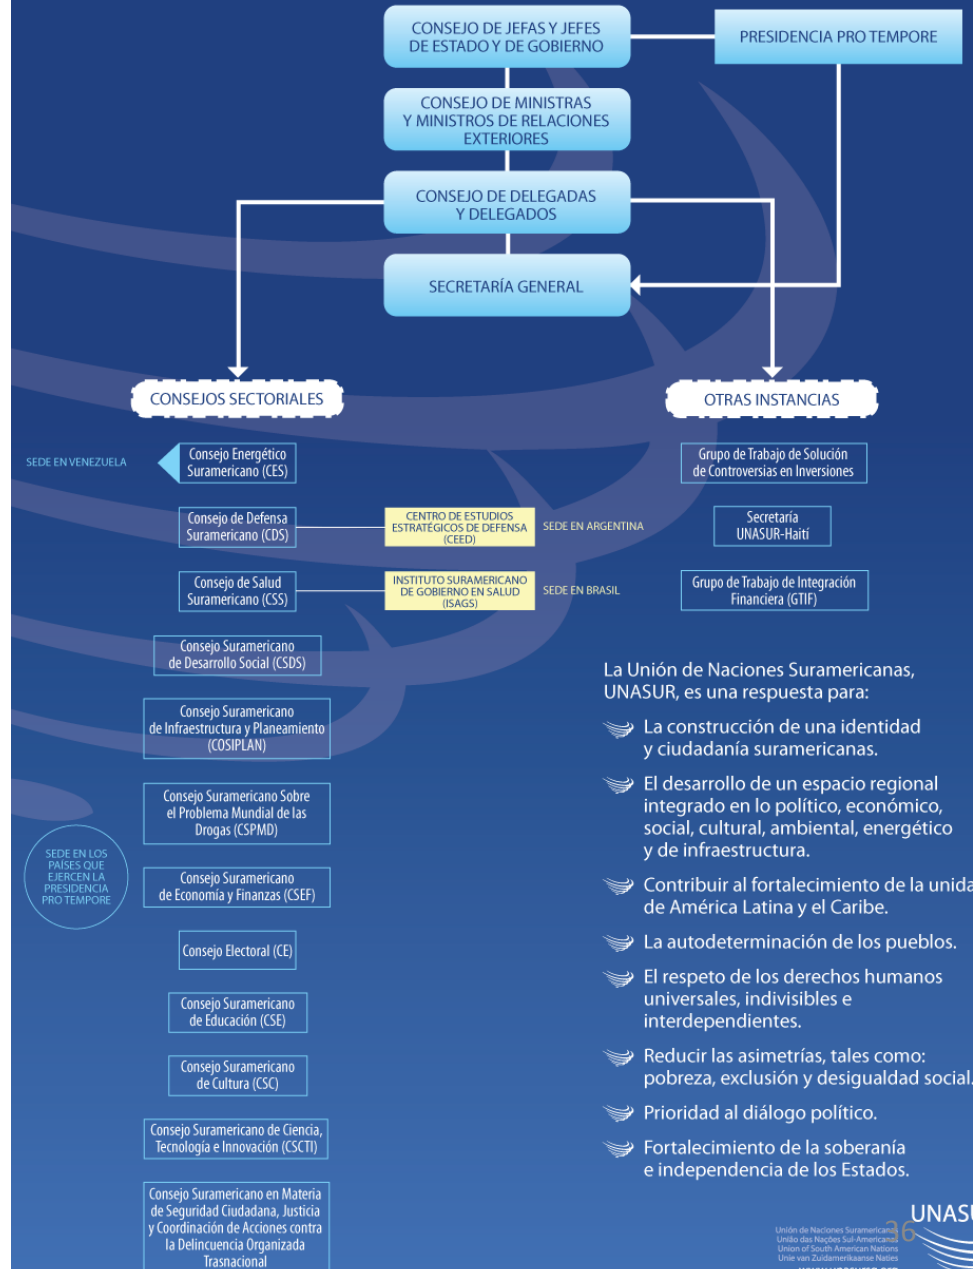 CONSEJO DE JEFAS Y JEFES
DE ESTADO Y DE GOBIERNO
PRESIDENCIA PRO TEMPORE
CONSEJO DE MINISTRAS
Y MINISTROS DE RELACIONES
EXTERIORES
CONSEJO DE DELEGADAS
Y DELEGADOS
SECRETARÍA GENERAL
CONSEJOS SECTORIALES
SEDE EN VENEZUELA
Consejo Energético
Suramericano (CES)
Consejo de Defensa
Suramericano (CDS)
CENTRO DE ESTUDIOS
ESTRATÉGICOS DE DEFENSA
(CEED)
SEDE EN ARGENTINA
Consejo de Salud
Suramericano (CSS)
INSTITUTO SURAMERICANO
DE GOBIERNO EN SALUD
(ISAGS)
SEDE EN BRASIL
Consejo Suramericano
de Desarrollo Social (CSDS)
Consejo Suramericano
de Infraestructura y Planeamiento
(COSIPLAN)
Consejo Suramericano Sobre
el Problema Mundial de las
Drogas (CSPMD)
SEDE EN LOS
PAÍSES QUE
EJERCEN LA
PRESIDENCIA
PRO TEMPORE
Consejo Suramericano
de Economía y Finanzas (CSEF)
Consejo Electoral (CE)
Consejo Suramericano
de Educación (CSE)
Consejo Suramericano
de Cultura (CSC)
Consejo Suramericano de Ciencia,
Tecnología e Innovación (CSCTI)
Consejo Suramericano en Materia
de Seguridad Ciudadana, Justicia
y Coordinación de Acciones contra
la Delincuencia Organizada
Trasnacional
OTRAS INSTANCIAS
Grupo de Trabajo de Solución
de Controversias en Inversiones
Secretaría
UNASUR-Haití
Grupo de Trabajo de Integración
Financiera (GTIF)
La Unión de Naciones Suramericanas,
UNASUR, es una respuesta para:
La construcción de una identidad
y ciudadanía suramericanas.
El desarrollo de un espacio regional
integrado en lo político, económico,
social, cultural, ambiental, energético
y de infraestructura.
Contribuir al fortalecimiento de la unida
de América Latina y el Caribe.
La autodeterminación de los pueblos.
El respeto de los derechos humanos
universales, indivisibles e
interdependientes.
Reducir las asimetrías, tales como:
pobreza, exclusión y desigualdad social.
Prioridad al diálogo político.
Fortalecimiento de la soberanía
e independencia de los Estados.
UNASU
36
Unión de Naciones Suramericanas
União das Nações Sul-Americanas
Union of South American Nations
Unie van Zuidamerikaanse Naties